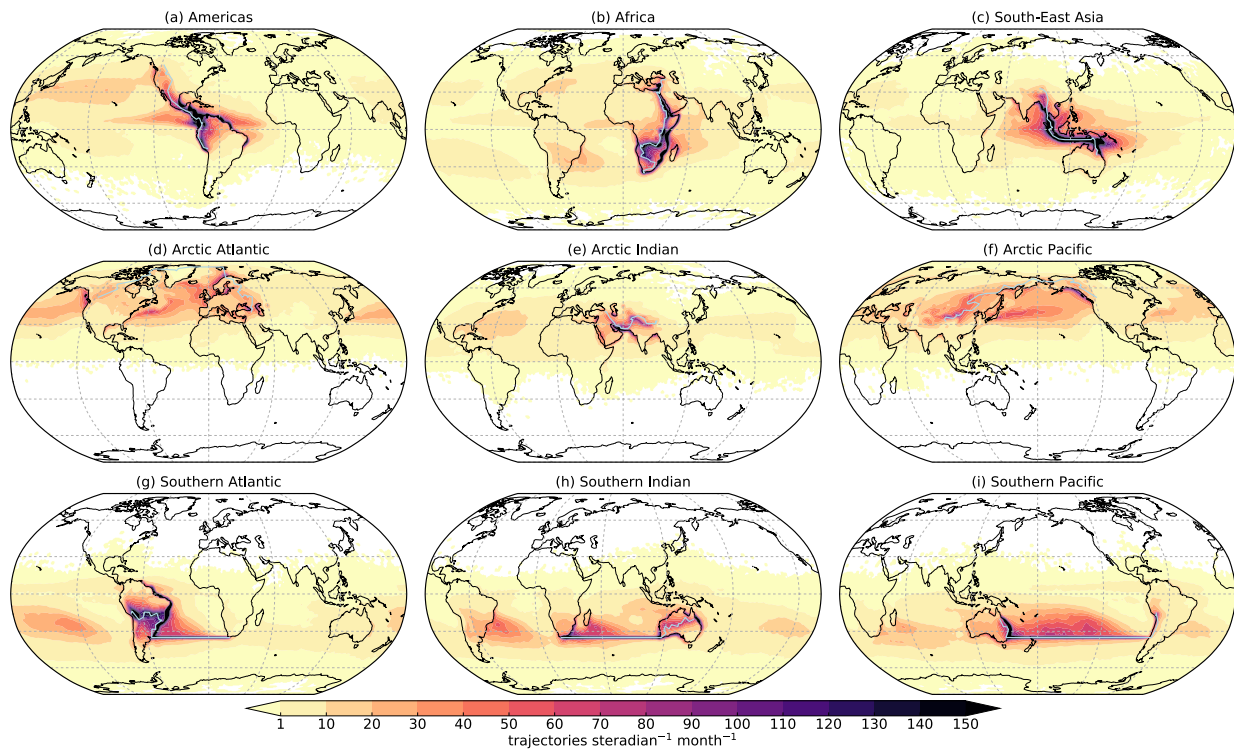 (a) Americas
(b) Africa
(c) South-East Asia
(d) Arctic Atlantic
(e) Arctic Indian
(f) Arctic Pacific
(g) Southern Atlantic
(h) Southern Indian
(i) Southern Pacific
1 10 20 30 40 50 60 70 80 90 100 110 120 130 140 150
trajectories steradian⁻¹ month⁻¹